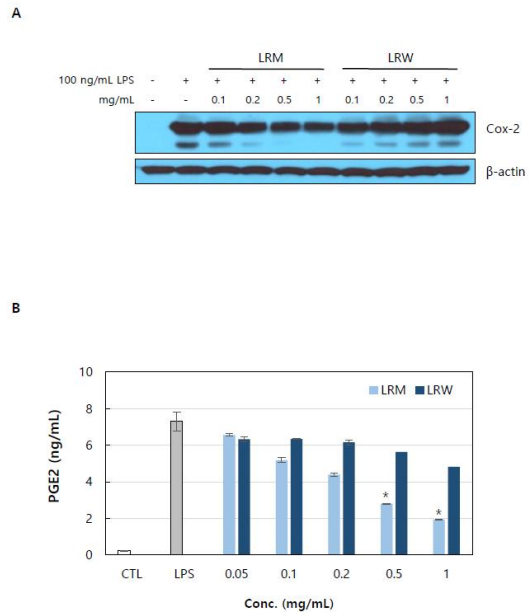 A
LRM LRW
100 ng/mL LPS - + + + + + + + + +
mg/mL - - 0.1 0.2 0.5 1 0.1 0.2 0.5 1
Cox-2
β-actin
B
10
8
6
4
2
0
PGE2 (ng/mL)
LRM LRW
* *
CTL LPS 0.05 0.1 0.2 0.5 1
Conc. (mg/mL)